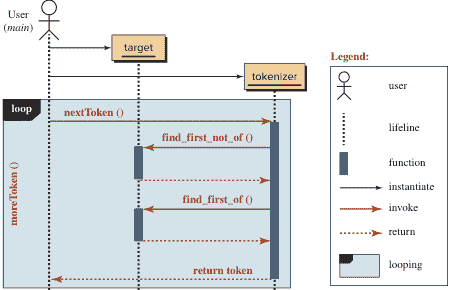 User
(main)
target
tokenizer
loop
nextToken ()
find_first_not_of ()
moreToken ()
find_first_of ()
return token
Legend:
user
lifeline
function
instantiate
invoke
return
looping